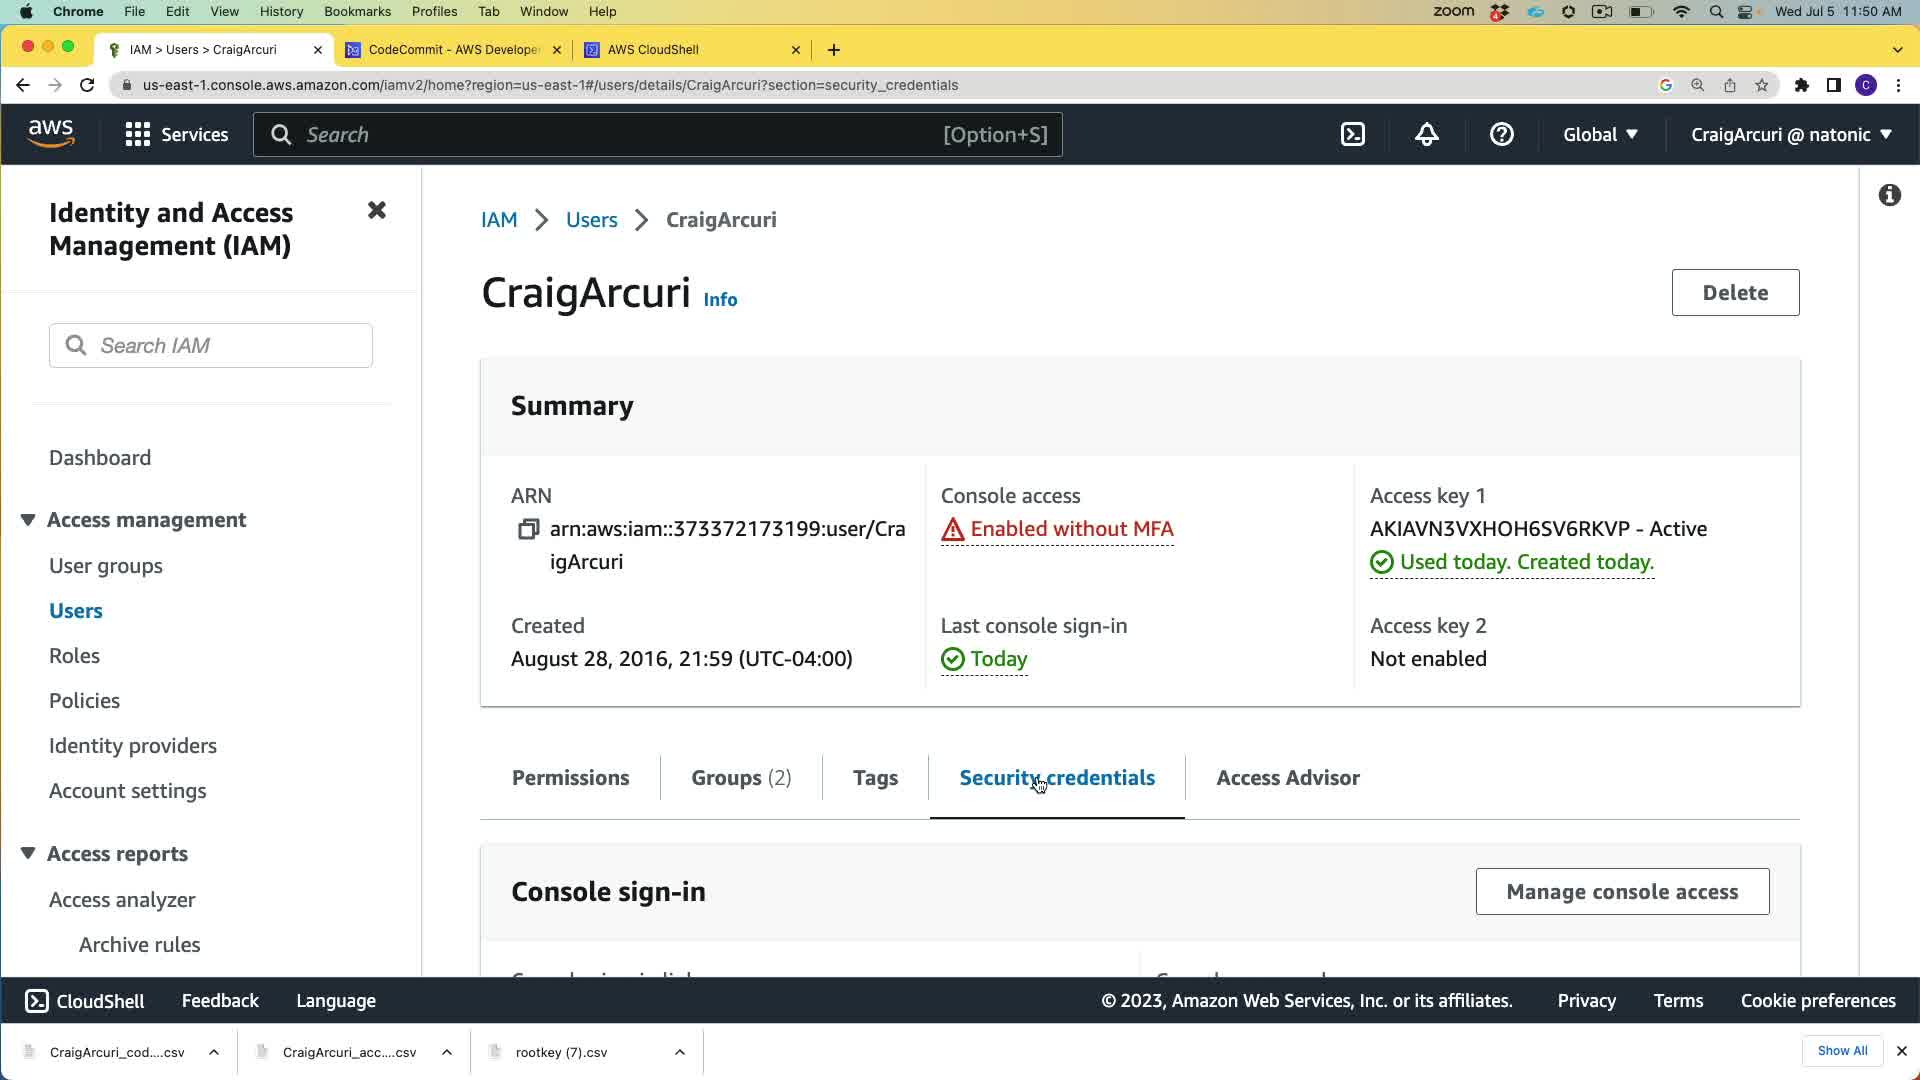 Chrome File Edit View History Bookmarks Profiles Tab Window Help zoom Wed Jul 5 11:50 AM
IAM > Users > CraigArcuri CodeCommit - AWS Develope AWS CloudShell
us-east-1.console.aws.amazon.com/iamv2/home?region=us-east-1#/users/details/CraigArcuri?section=security_credentials
aws Services Search [Option+S] Global CraigArcuri @ natonic
Identity and Access
Management (IAM)
Search IAM
Dashboard
Access management
User groups
Users
Roles
Policies
Identity providers
Account settings
Access reports
Access analyzer
Archive rules
IAM > Users > CraigArcuri
CraigArcuri Info
Delete
Summary
ARN
arn:aws:iam::373372173199:user/Cra
igArcuri
Console access
Enabled without MFA
Access key 1
AKIAVN3VXHOH6SV6RKVP - Active
Used today. Created today.
Created
August 28, 2016, 21:59 (UTC-04:00)
Last console sign-in
Today
Access key 2
Not enabled
Permissions Groups (2) Tags Security credentials Access Advisor
Console sign-in
Manage console access
CloudShell Feedback Language © 2023, Amazon Web Services, Inc. or its affiliates. Privacy Terms Cookie preferences
CraigArcuri_cod....csv CraigArcuri_acc....csv rootkey (7).csv Show All